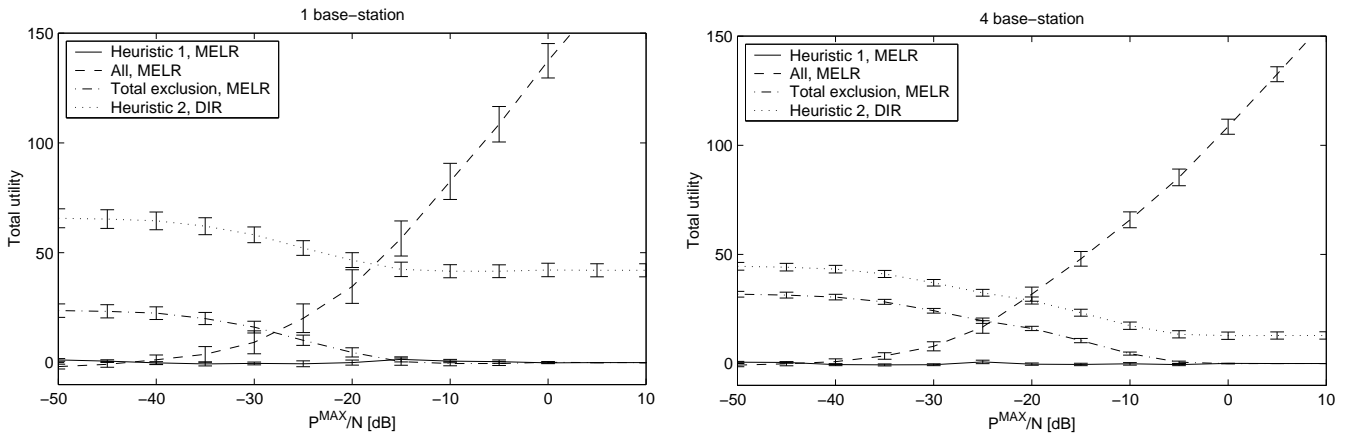 1 base−station
150
100
50
0
Total utility
Heuristic 1, MELR
All, MELR
Total exclusion, MELR
Heuristic 2, DIR
−50 −40 −30 −20 −10 0 10
P^MAX/N [dB]
4 base−station
150
100
50
0
Total utility
Heuristic 1, MELR
All, MELR
Total exclusion, MELR
Heuristic 2, DIR
−50 −40 −30 −20 −10 0 10
P^MAX/N [dB]